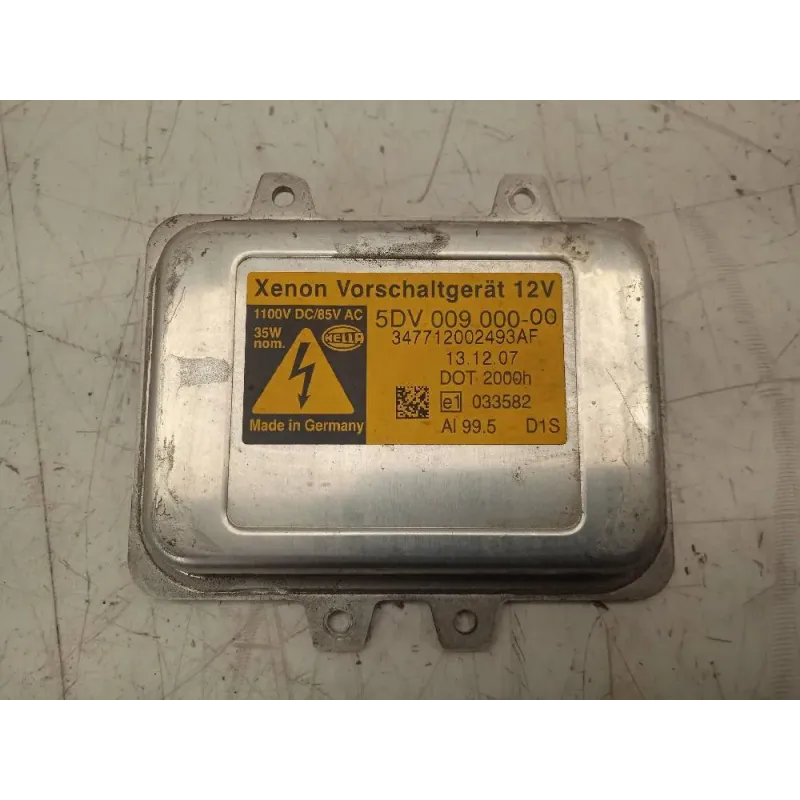 Xenon Vorschaltgerät 12V
1100V DC/85V AC
35W
nom.
HELLA
Made in Germany
5DV 009 000-00
347712002493AF
13.12.07
DOT 2000h
e1 033582
Al 99.5 D1S